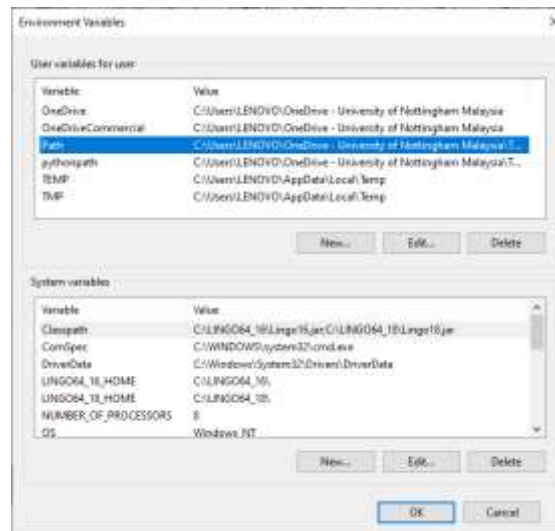 Environment Variables
User variables for user
Variable Value
OneDrive C:\Users\LENOVO\OneDrive - University of Nottingham Malaysia
OneDriveCommercial C:\Users\LENOVO\OneDrive - University of Nottingham Malaysia
Path C:\Users\LENOVO\OneDrive - University of Nottingham Malaysia\T...
pythonpath C:\Users\LENOVO\OneDrive - University of Nottingham Malaysia\T...
TEMP C:\Users\LENOVO\AppData\Local\Temp
TMP C:\Users\LENOVO\AppData\Local\Temp
New... Edit... Delete
System variables
Variable Value
Classpath C:\LINGO64_16\Lingo16.jar;C:\LINGO64_18\Lingo18.jar
ComSpec C:\WINDOWS\system32\cmd.exe
DriverData C:\Windows\System32\Drivers\DriverData
C:\LINGO64_16\
LINGO64_18_HOME C:\LINGO64_18\
NUMBER_OF_PROCESSORS 8
OS Windows_NT
New... Edit... Delete
OK Cancel